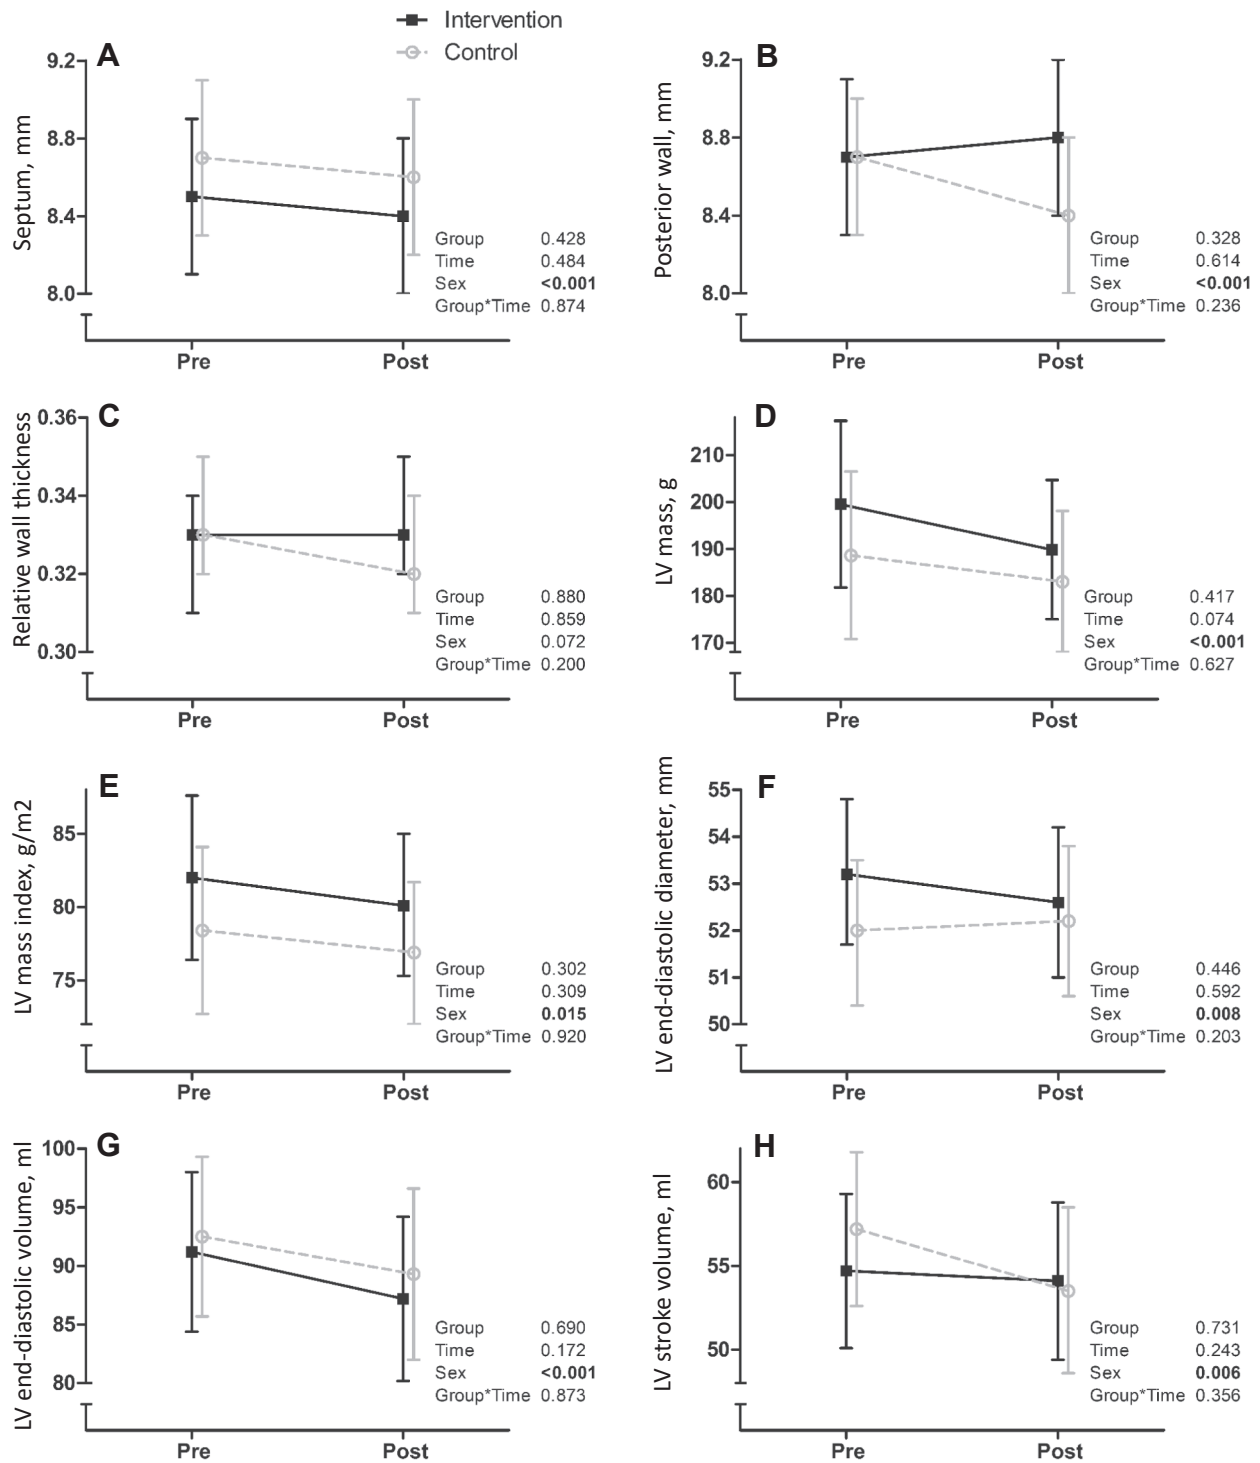 Intervention
Control
A
Septum, mm
9.2
8.8
8.4
8.0
Group 0.428
Time 0.484
Sex <0.001
Group*Time 0.874
Pre Post
B
Posterior wall, mm
9.2
8.8
8.4
8.0
Group 0.328
Time 0.614
Sex <0.001
Group*Time 0.236
Pre Post
C
Relative wall thickness
0.36
0.34
0.32
0.30
Group 0.880
Time 0.859
Sex 0.072
Group*Time 0.200
Pre Post
D
LV mass, g
210
200
190
180
170
Group 0.417
Time 0.074
Sex <0.001
Group*Time 0.627
Pre Post
E
LV mass index, g/m2
85
80
75
Group 0.302
Time 0.309
Sex 0.015
Group*Time 0.920
Pre Post
F
LV end-diastolic diameter, mm
55
54
53
52
51
50
Group 0.446
Time 0.592
Sex 0.008
Group*Time 0.203
Pre Post
G
LV end-diastolic volume, ml
100
95
90
85
80
Group 0.690
Time 0.172
Sex <0.001
Group*Time 0.873
Pre Post
H
LV stroke volume, ml
60
55
50
Group 0.731
Time 0.243
Sex 0.006
Group*Time 0.356
Pre Post